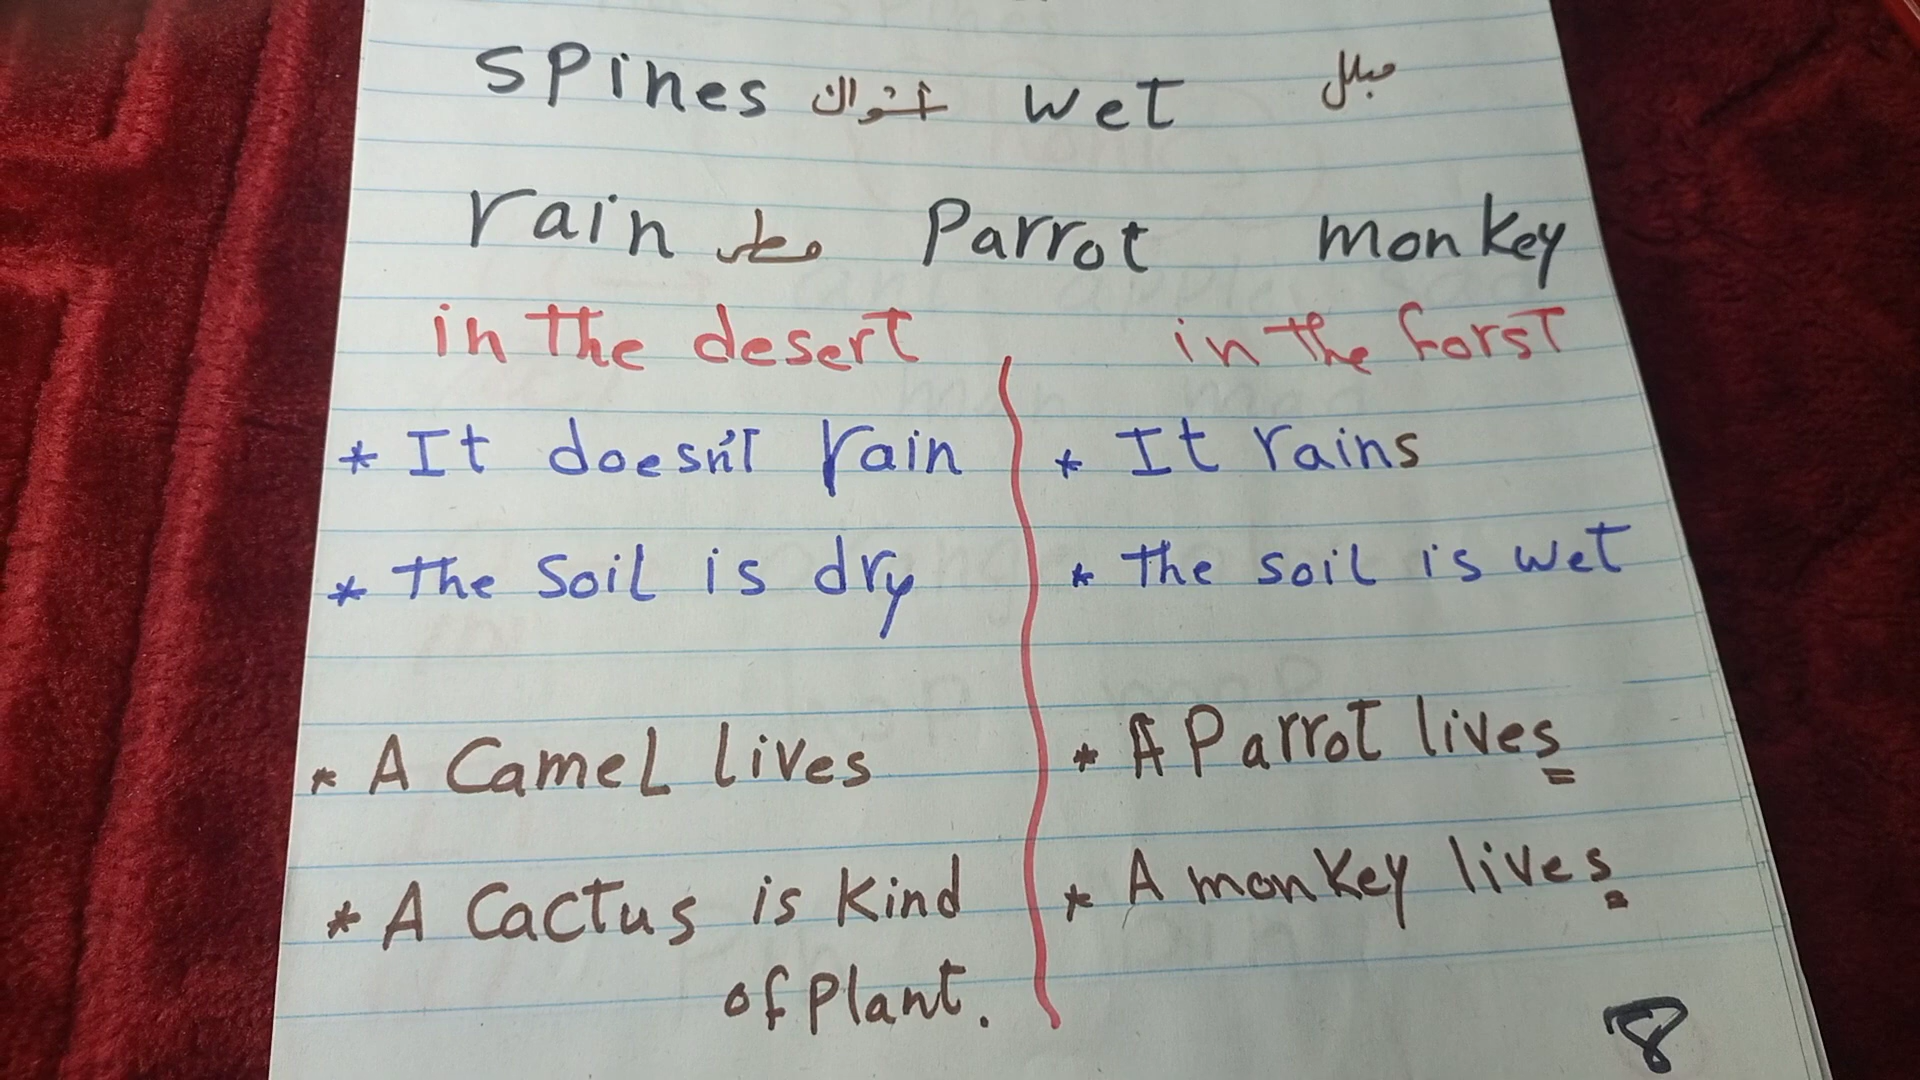 spines أشواك wet مبلل
rain مطر Parrot monkey
in the desert
* It doesn't rain
* the Soil is dry
* A Camel lives
* A Cactus is kind
of Plant.
in the forst
* It rains
* the soil is wet
* A Parrot lives
* A monkey lives
8